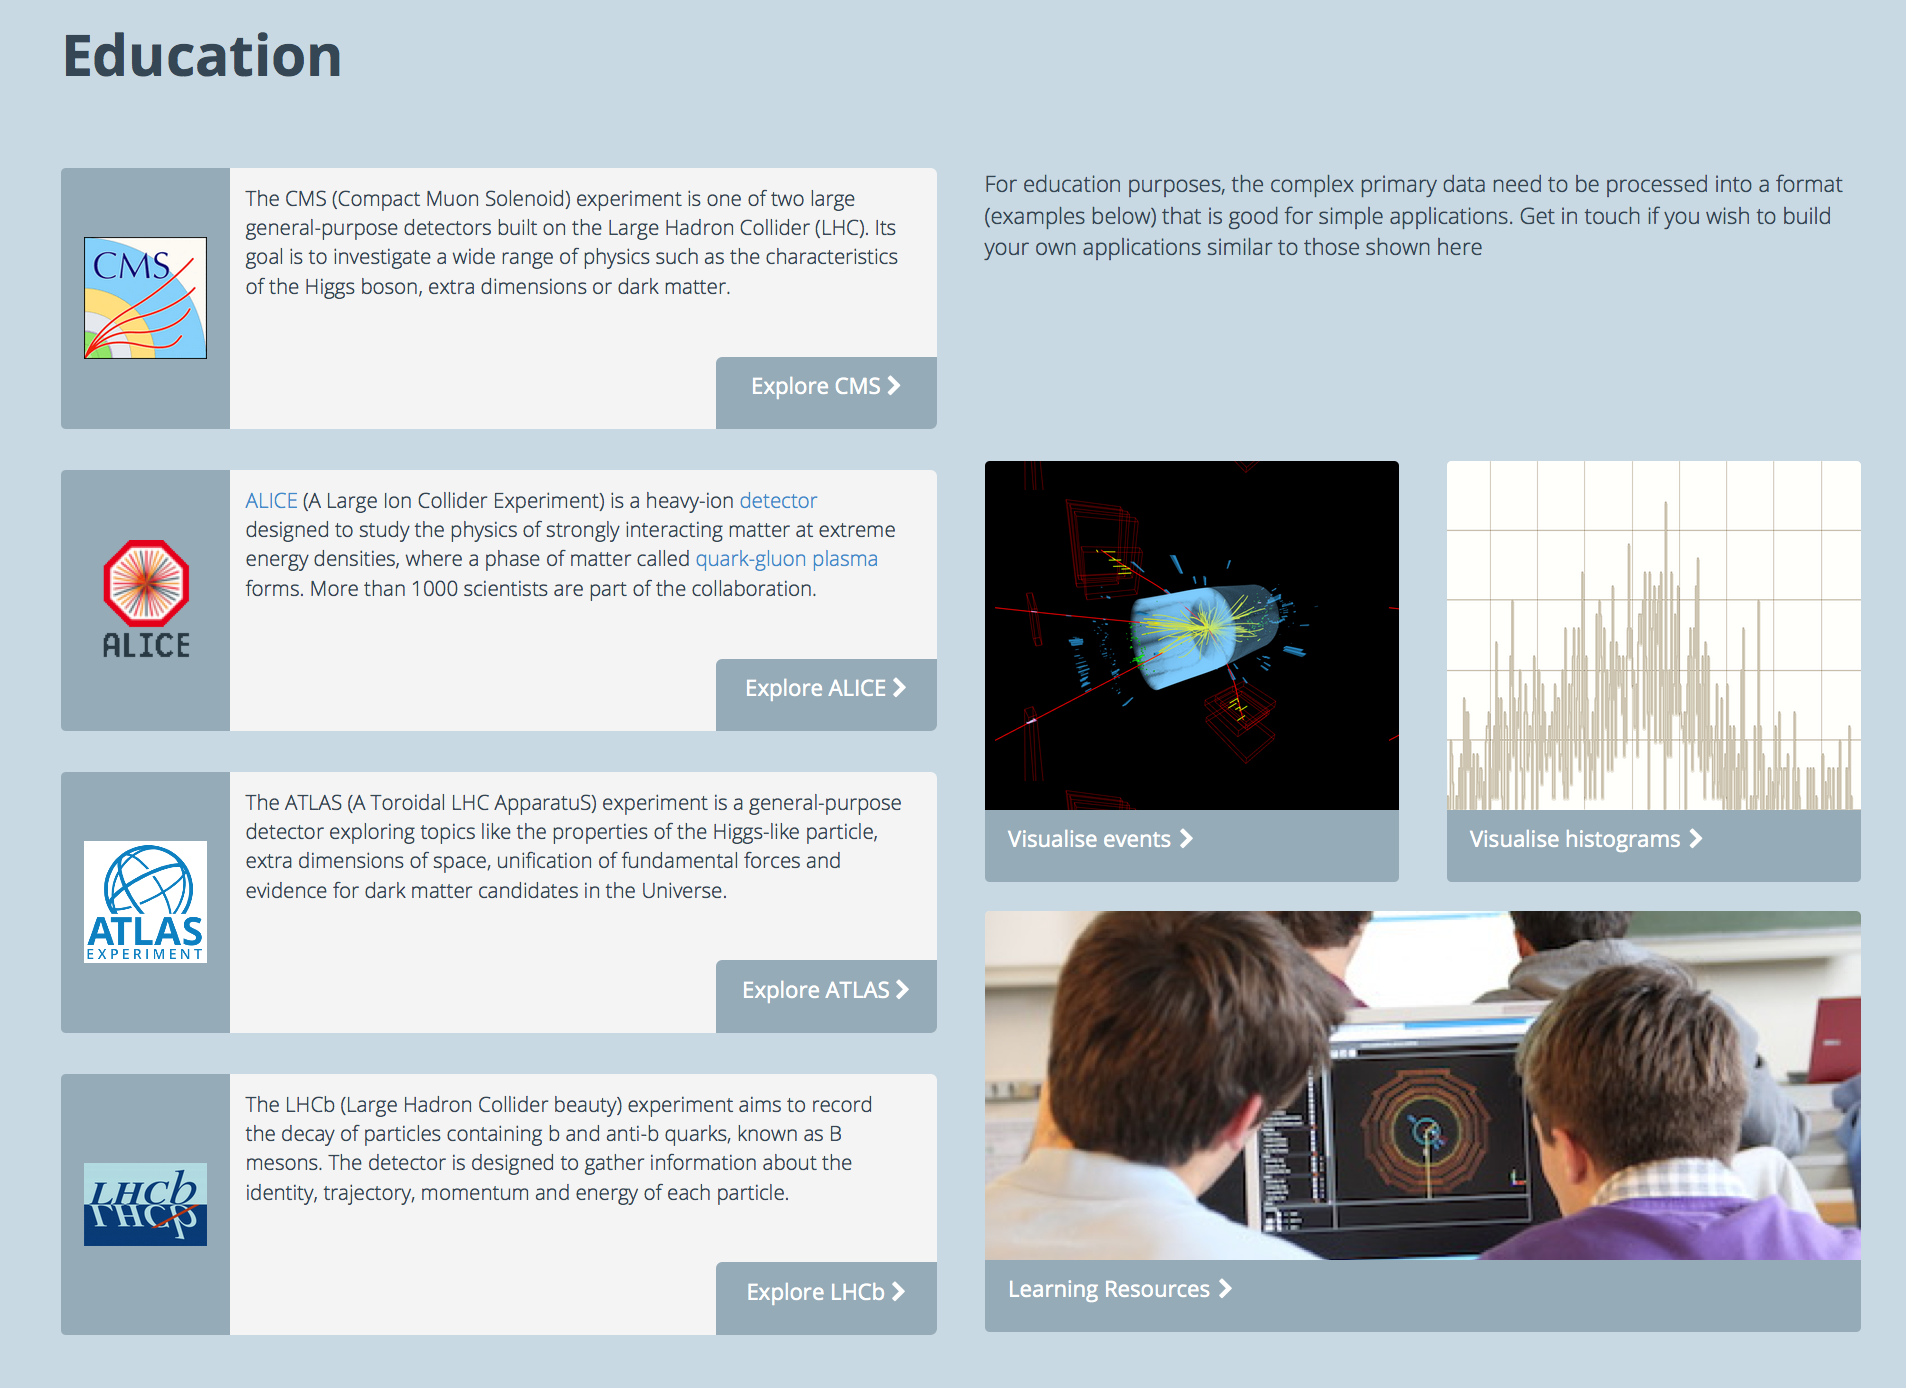 Education
CMS
The CMS (Compact Muon Solenoid) experiment is one of two large
general-purpose detectors built on the Large Hadron Collider (LHC). Its
goal is to investigate a wide range of physics such as the characteristics
of the Higgs boson, extra dimensions or dark matter.
Explore CMS
ALICE
ALICE (A Large Ion Collider Experiment) is a heavy-ion detector
designed to study the physics of strongly interacting matter at extreme
energy densities, where a phase of matter called quark-gluon plasma
forms. More than 1000 scientists are part of the collaboration.
Explore ALICE
ATLAS
EXPERIMENT
The ATLAS (A Toroidal LHC ApparatuS) experiment is a general-purpose
detector exploring topics like the properties of the Higgs-like particle,
extra dimensions of space, unification of fundamental forces and
evidence for dark matter candidates in the Universe.
Explore ATLAS
LHCb
The LHCb (Large Hadron Collider beauty) experiment aims to record
the decay of particles containing b and anti-b quarks, known as B
mesons. The detector is designed to gather information about the
identity, trajectory, momentum and energy of each particle.
Explore LHCb
For education purposes, the complex primary data need to be processed into a format
(examples below) that is good for simple applications. Get in touch if you wish to build
your own applications similar to those shown here
Visualise events
Visualise histograms
Learning Resources